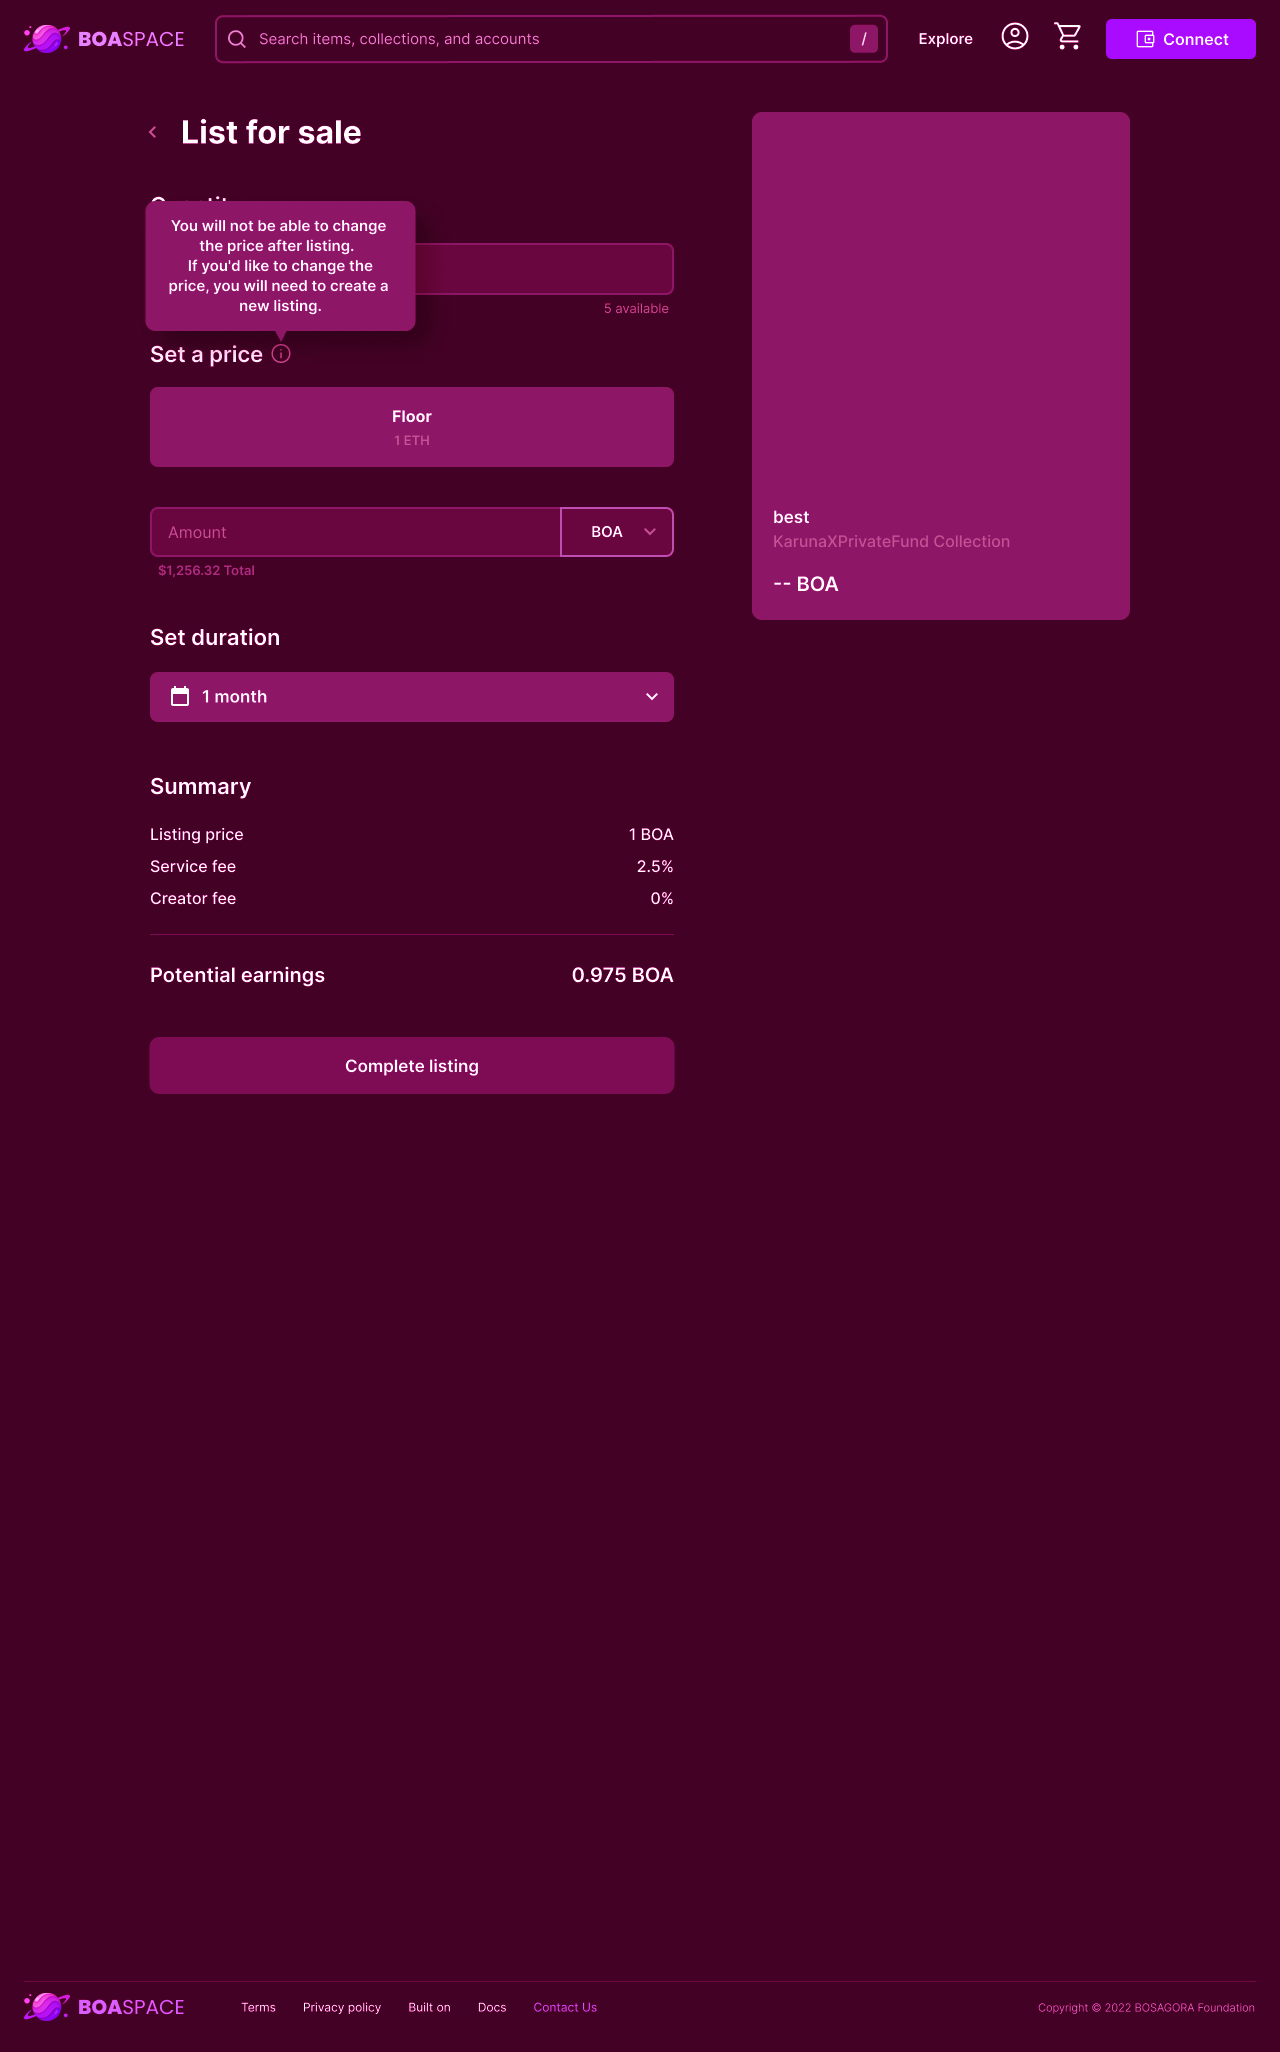 BOASPACE
Search items, collections, and accounts
/
Explore
Connect
List for sale
You will not be able to change
the price after listing.
If you'd like to change the
price, you will need to create a
new listing.
5 available
Set a price
Floor
1 ETH
Amount
BOA
$1,256.32 Total
best
KarunaXPrivateFund Collection
-- BOA
Set duration
1 month
Summary
Listing price 1 BOA
Service fee 2.5%
Creator fee 0%
Potential earnings 0.975 BOA
Complete listing
BOASPACE
Terms Privacy policy Built on Docs Contact Us
Copyright © 2022 BOSAGORA Foundation